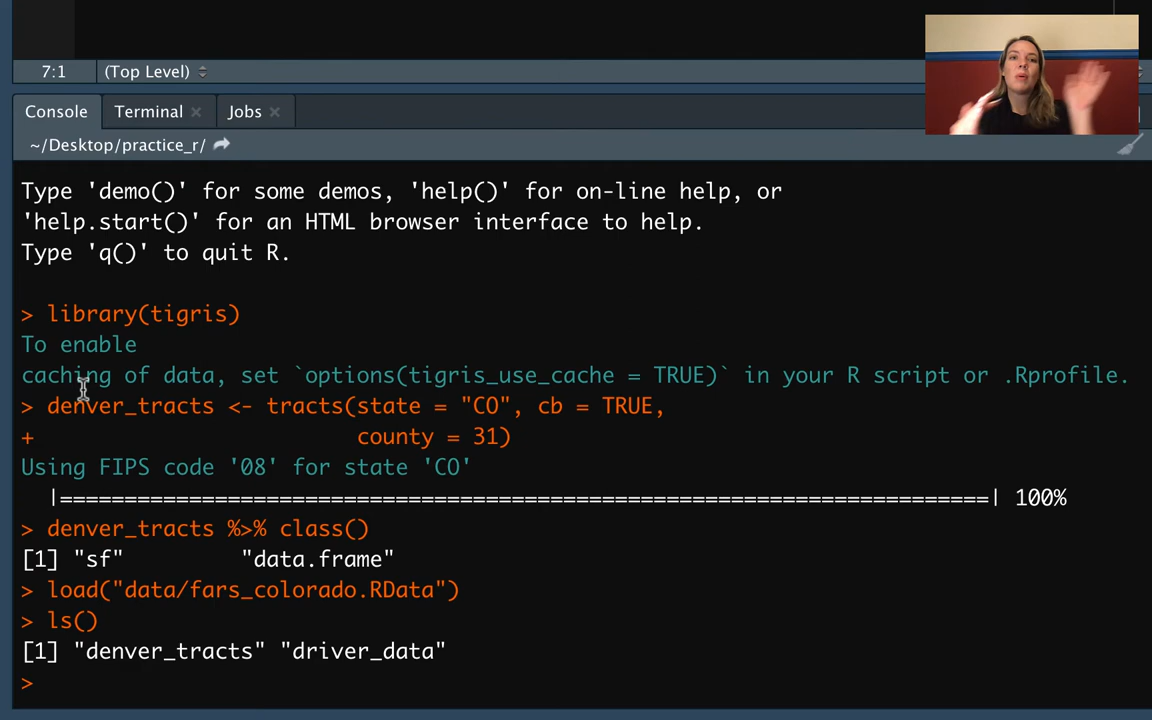 7:1 (Top Level)
Console Terminal Jobs
~/Desktop/practice_r/
Type 'demo()' for some demos, 'help()' for on-line help, or
'help.start()' for an HTML browser interface to help.
Type 'q()' to quit R.
> library(tigris)
To enable
caching of data, set `options(tigris_use_cache = TRUE)` in your R script or .Rprofile.
> denver_tracts <- tracts(state = "CO", cb = TRUE,
+                          county = 31)
Using FIPS code '08' for state 'CO'
  |========================================================================| 100%
> denver_tracts %>% class()
[1] "sf"         "data.frame"
> load("data/fars_colorado.RData")
> ls()
[1] "denver_tracts" "driver_data"
>